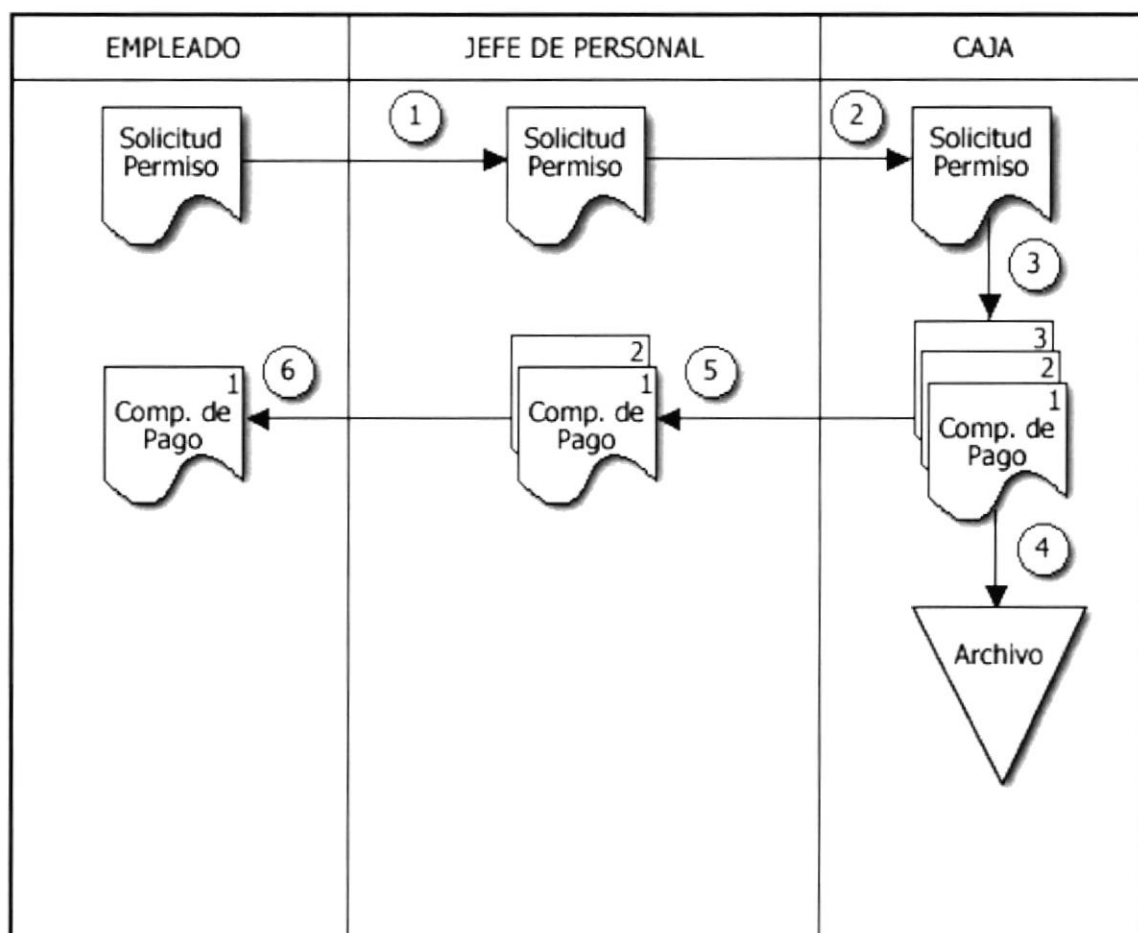 EMPLEADO
JEFE DE PERSONAL
CAJA
Solicitud
Permiso
1
Solicitud
Permiso
2
Solicitud
Permiso
3
1
Comp. de
Pago
6
2
1
Comp. de
Pago
5
3
2
1
Comp. de
Pago
4
Archivo